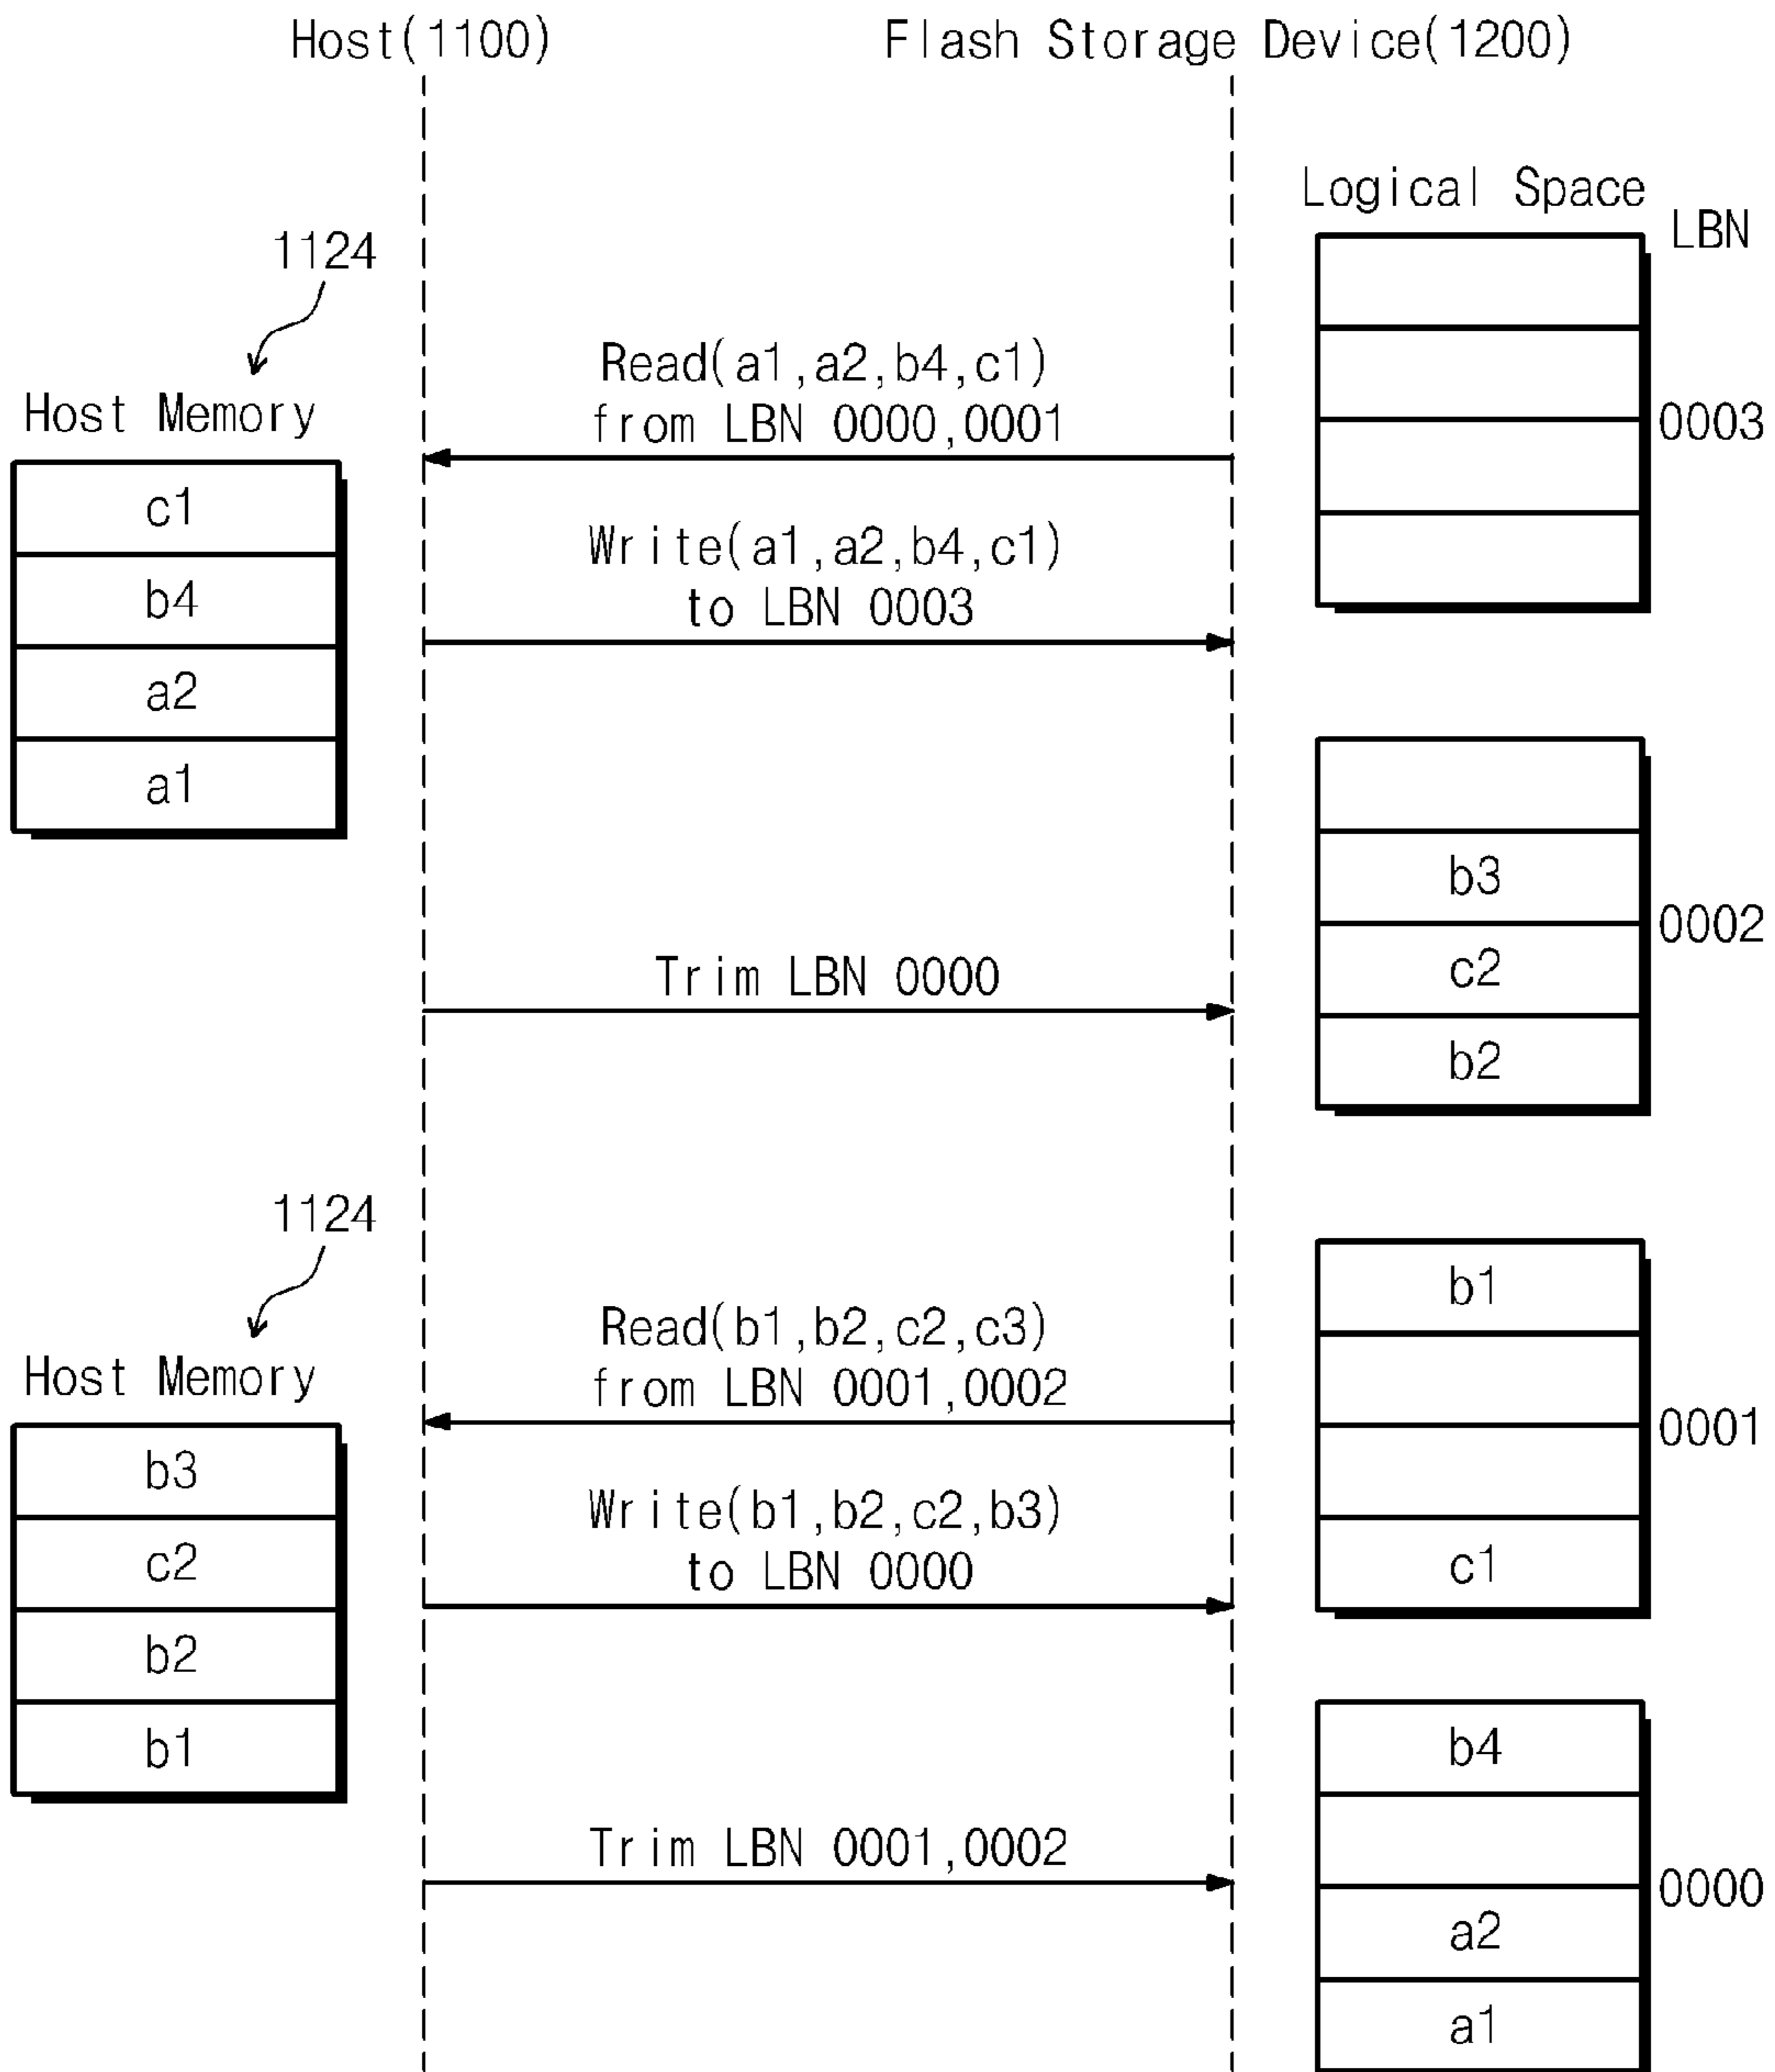 Host(1100)
Flash Storage Device(1200)
Logical Space
LBN
1124
Read(a1,a2,b4,c1)
from LBN 0000,0001
0003
Host Memory
c1
b4
a2
a1
Write(a1,a2,b4,c1)
to LBN 0003
b3
c2
b2
0002
Trim LBN 0000
1124
b1
c1
0001
Read(b1,b2,c2,c3)
from LBN 0001,0002
Host Memory
b3
c2
b2
b1
Write(b1,b2,c2,b3)
to LBN 0000
b4
a2
a1
0000
Trim LBN 0001,0002